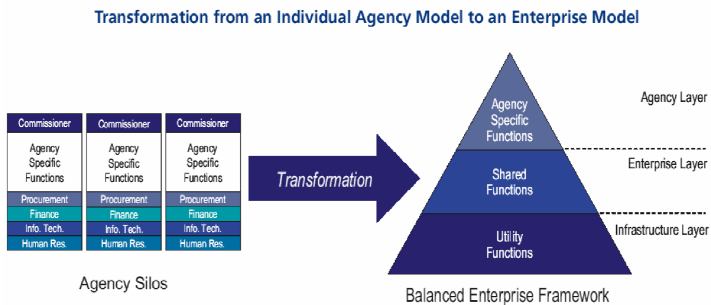 Transformation from an Individual Agency Model to an Enterprise Model
Commissioner
Agency
Specific
Functions
Procurement
Finance
Info. Tech.
Human Res.
Commissioner
Agency
Specific
Functions
Procurement
Finance
Info. Tech.
Human Res.
Commissioner
Agency
Specific
Functions
Procurement
Finance
Info. Tech.
Human Res.
Agency Silos
Transformation
Agency
Specific
Functions
Shared
Functions
Utility
Functions
Agency Layer
Enterprise Layer
Infrastructure Layer
Balanced Enterprise Framework